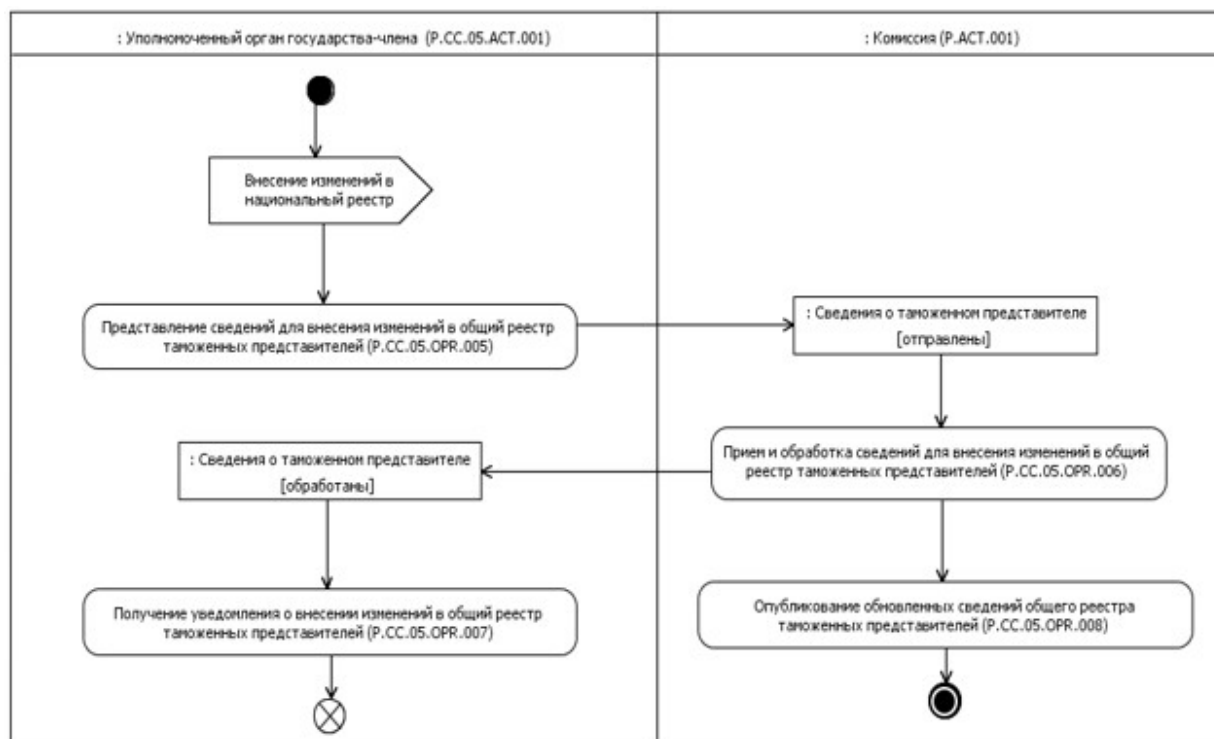 : Уполномоченный орган государства-члена (P.CC.05.ACT.001)
: Комиссия (P.ACT.001)
Внесение изменений в
национальный реестр
Представление сведений для внесения изменений в общий реестр
таможенных представителей (P.CC.05.OPR.005)
: Сведения о таможенном представителе
[отправлены]
Прием и обработка сведений для внесения изменений в общий
реестр таможенных представителей (P.CC.05.OPR.006)
: Сведения о таможенном представителе
[обработаны]
Получение уведомления о внесении изменений в общий реестр
таможенных представителей (P.CC.05.OPR.007)
Опубликование обновленных сведений общего реестра
таможенных представителей (P.CC.05.OPR.008)